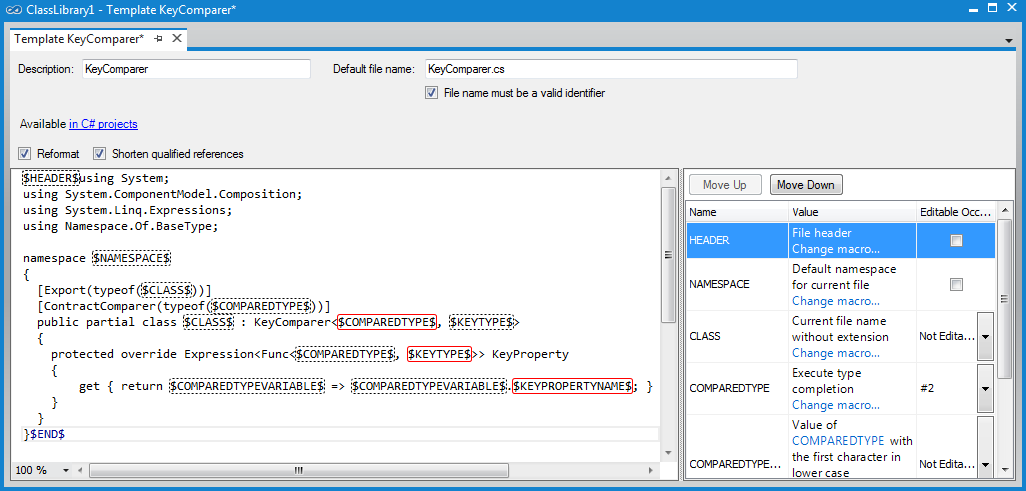 ClassLibrary1 - Template KeyComparer*
Template KeyComparer*
Description: KeyComparer Default file name: KeyComparer.cs
File name must be a valid identifier
Available in C# projects
Reformat Shorten qualified references
$HEADER$using System;
using System.ComponentModel.Composition;
using System.Linq.Expressions;
using Namespace.Of.BaseType;
namespace $NAMESPACE$
{
[Export(typeof($CLASS$))]
[ContractComparer(typeof($COMPAREDTYPE$))]
public partial class $CLASS$ : KeyComparer<$COMPAREDTYPE$, $KEYTYPE$>
{
protected override Expression<Func<$COMPAREDTYPE$, $KEYTYPE$>> KeyProperty
{
get { return $COMPAREDTYPEVARIABLE$ => $COMPAREDTYPEVARIABLE$.$KEYPROPERTYNAME$; }
}
}
}$END$
100 %
Move Up Move Down
Name Value Editable Occ...
HEADER
File header
Change macro...
NAMESPACE
Default namespace
for current file
Change macro...
CLASS
Current file name
without extension
Change macro...
Not Edita...
COMPAREDTYPE
Execute type
completion
Change macro...
#2
COMPAREDTYPE...
Value of
COMPAREDTYPE with
the first character in
lower case
Not Edita...